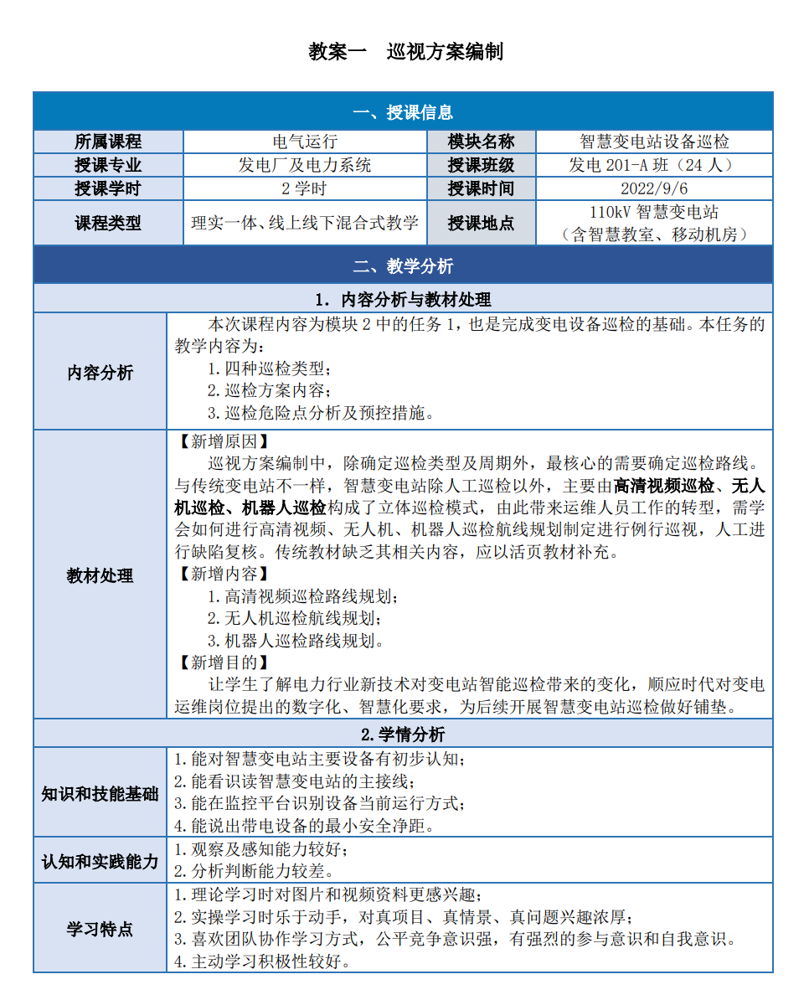 教案一 巡视方案编制
一、授课信息
所属课程 电气运行 模块名称 智慧变电站设备巡检
授课专业 发电厂及电力系统 授课班级 发电 201-A 班（24 人）
授课学时 2 学时 授课时间 2022/9/6
课程类型 理实一体、线上线下混合式教学 授课地点 110kV 智慧变电站
（含智慧教室、移动机房）
二、教学分析
1．内容分析与教材处理
内容分析
本次课程内容为模块 2 中的任务 1，也是完成变电设备巡检的基础。本任务的
教学内容为：
1.四种巡检类型；
2.巡检方案内容；
3.巡检危险点分析及预控措施。
教材处理
【新增原因】
巡视方案编制中，除确定巡检类型及周期外，最核心的需要确定巡检路线。
与传统变电站不一样，智慧变电站除人工巡检以外，主要由高清视频巡检、无人
机巡检、机器人巡检构成了立体巡检模式，由此带来运维人员工作的转型，需学
会如何进行高清视频、无人机、机器人巡检航线规划制定进行例行巡视，人工进
行缺陷复核。传统教材缺乏其相关内容，应以活页教材补充。
【新增内容】
1.高清视频巡检路线规划；
2.无人机巡检航线规划；
3.机器人巡检路线规划。
【新增目的】
让学生了解电力行业新技术对变电站智能巡检带来的变化，顺应时代对变电
运维岗位提出的数字化、智慧化要求，为后续开展智慧变电站巡检做好铺垫。
2.学情分析
知识和技能基础
1.能对智慧变电站主要设备有初步认知；
2.能看识读智慧变电站的主接线；
3.能在监控平台识别设备当前运行方式；
4.能说出带电设备的最小安全净距。
认知和实践能力
1.观察及感知能力较好；
2.分析判断能力较差。
学习特点
1.理论学习时对图片和视频资料更感兴趣；
2.实操学习时乐于动手，对真项目、真情景、真问题兴趣浓厚；
3.喜欢团队协作学习方式，公平竞争意识强，有强烈的参与意识和自我意识。
4.主动学习积极性较好。